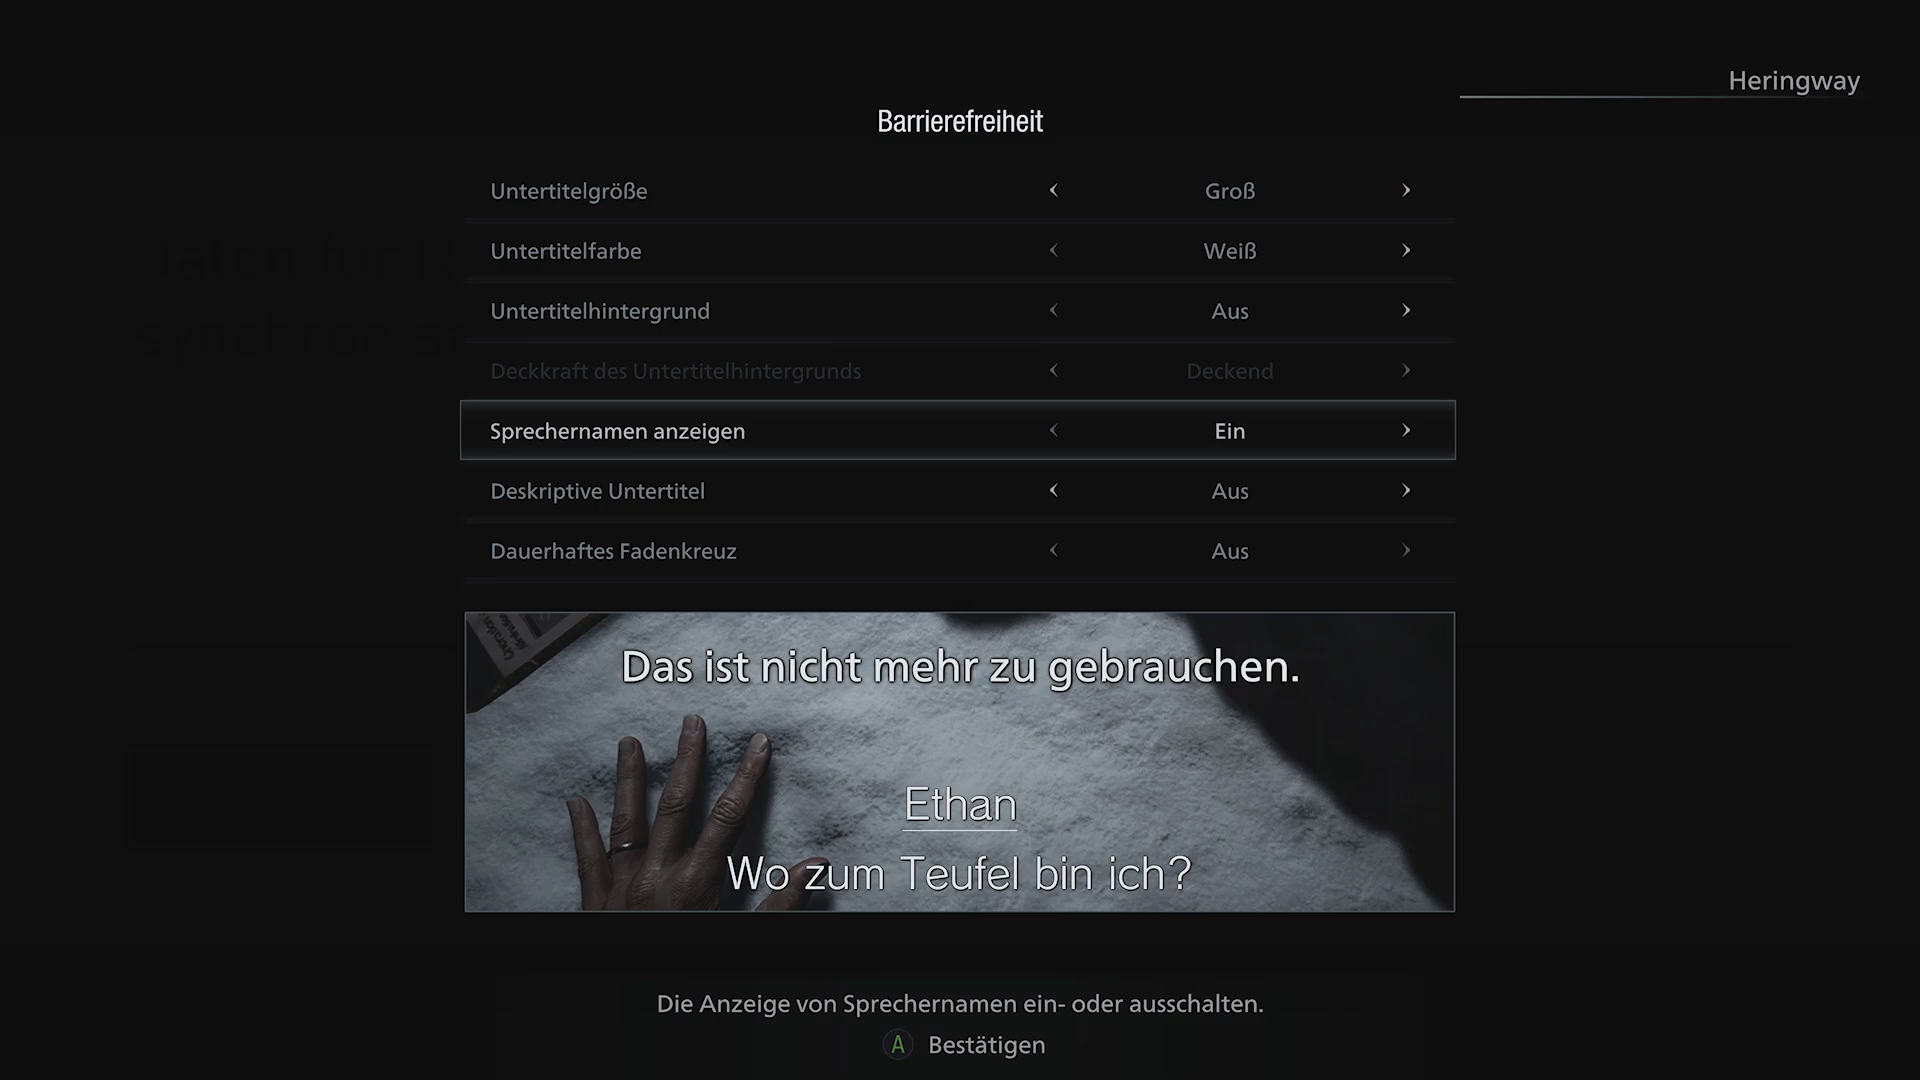 Heringway
Barrierefreiheit
Untertitelgröße Groß
Untertitelfarbe Weiß
Untertitelhintergrund Aus
Deckkraft des Untertitelhintergrunds Deckend
Sprechernamen anzeigen Ein
Deskriptive Untertitel Aus
Dauerhaftes Fadenkreuz Aus
Das ist nicht mehr zu gebrauchen.
Ethan
Wo zum Teufel bin ich?
Die Anzeige von Sprechernamen ein- oder ausschalten.
A Bestätigen